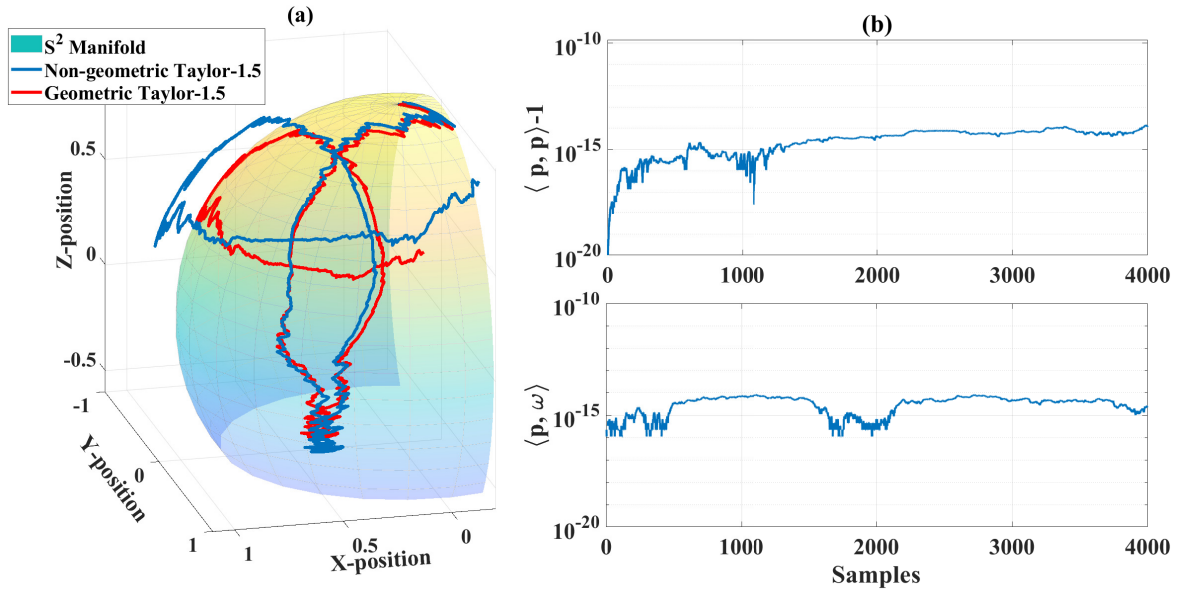 (a)
S² Manifold
Non-geometric Taylor-1.5
Geometric Taylor-1.5
0.5
0
-0.5
Z-position
-1
0
1
Y-position
1
0.5
0
X-position
(b)
10⁻¹⁰
10⁻¹⁵
10⁻²⁰
⟨ p, p ⟩-1
0
1000
2000
3000
4000
10⁻¹⁰
10⁻¹⁵
10⁻²⁰
⟨p, ω⟩
0
1000
2000
3000
4000
Samples